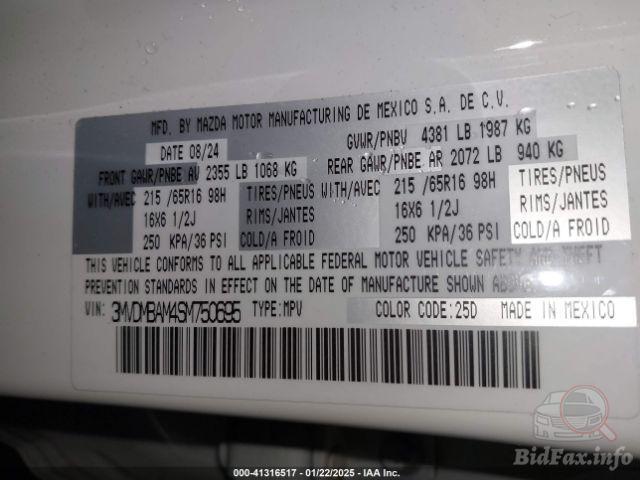 MFD. BY MAZDA MOTOR MANUFACTURING DE MEXICO S.A. DE C.V.
DATE 08/24 GVWR/PNBV 4381 LB 1987 KG
FRONT GAWR/PNBE AV 2355 LB 1068 KG REAR GAWR/PNBE AR 2072 LB 940 KG
WITH/AVEC 215 /65R16 98H TIRES/PNEUS WITH/AVEC 215 /65R16 98H TIRES/PNEUS
16X6 1/2J RIMS/JANTES 16X6 1/2J RIMS/JANTES
250 KPA/36 PSI COLD/A FROID 250 KPA/36 PSI COLD/A FROID
THIS VEHICLE CONFORMS TO ALL APPLICABLE FEDERAL MOTOR VEHICLE SAFETY AND THEFT
PREVENTION STANDARDS IN EFFECT ON THE DATE OF MANUFACTURE SHOWN ABOVE.
VIN: 3MVDMBAM4SM750695 TYPE:MPV COLOR CODE:25D MADE IN MEXICO
BidFax.info
000-41316517 - 01/22/2025 - IAA Inc.